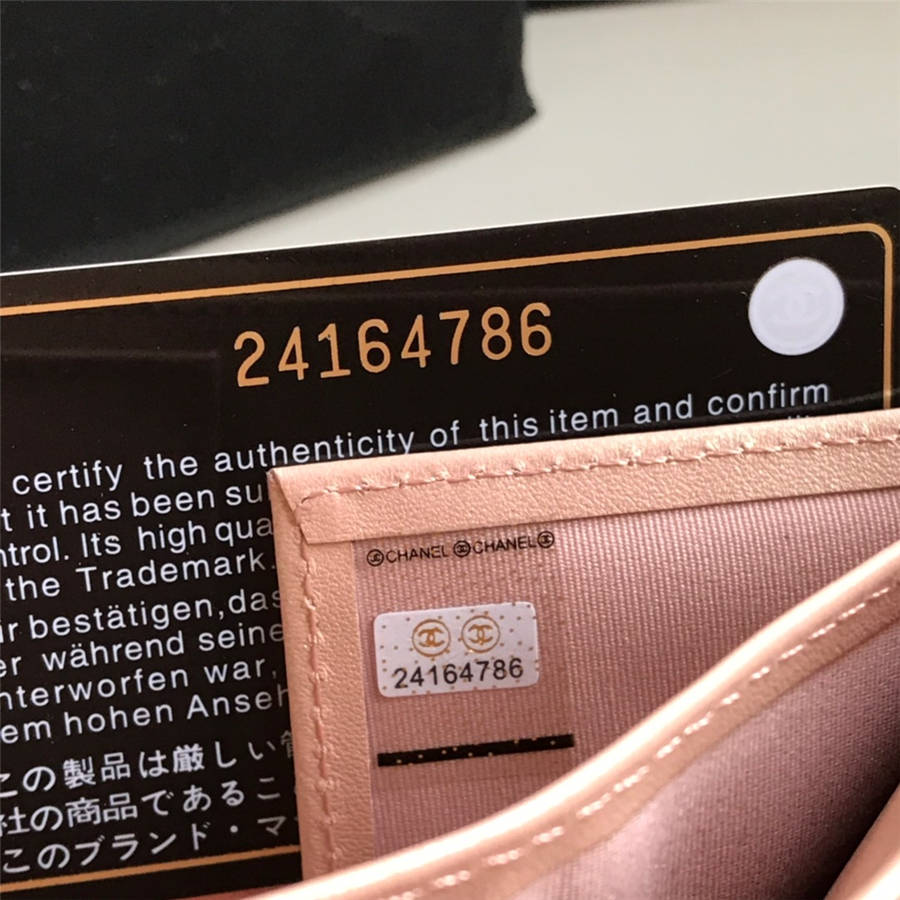 24164786
certify the authenticity of this item and confirm
t it has been su
ntrol. Its high qua
the Trademark.
ir bestätigen, das
er während seine
nterworfen war,
em hohen Anseh
この製品は厳しい管
社の商品であるこ
このブランド・マ
CHANEL CHANEL
24164786